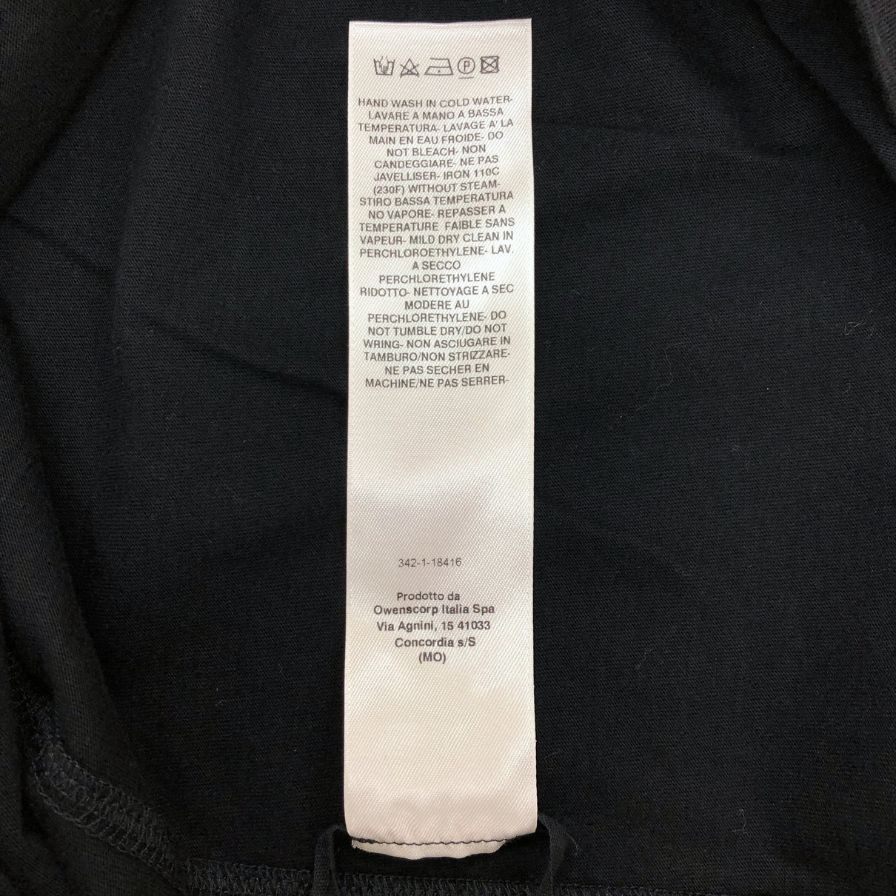 P
HAND WASH IN COLD WATER-
LAVARE A MANO A BASSA
TEMPERATURA- LAVAGE A' LA
MAIN EN EAU FROIDE- DO
NOT BLEACH- NON
CANDEGGIARE- NE PAS
JAVELLISER- IRON 110C
(230F) WITHOUT STEAM-
STIRO BASSA TEMPERATURA
NO VAPORE- REPASSER A
TEMPERATURE FAIBLE SANS
VAPEUR- MILD DRY CLEAN IN
PERCHLOROETHYLENE- LAV.
A SECCO
PERCHLORETHYLENE
RIDOTTO- NETTOYAGE A SEC
MODERE AU
PERCHLORETHYLENE- DO
NOT TUMBLE DRY/DO NOT
WRING- NON ASCIUGARE IN
TAMBURO/NON STRIZZARE-
NE PAS SECHER EN
MACHINE/NE PAS SERRER-
342-1-18416
Prodotto da
Owenscorp Italia Spa
Via Agnini, 15 41033
Concordia s/S
(MO)